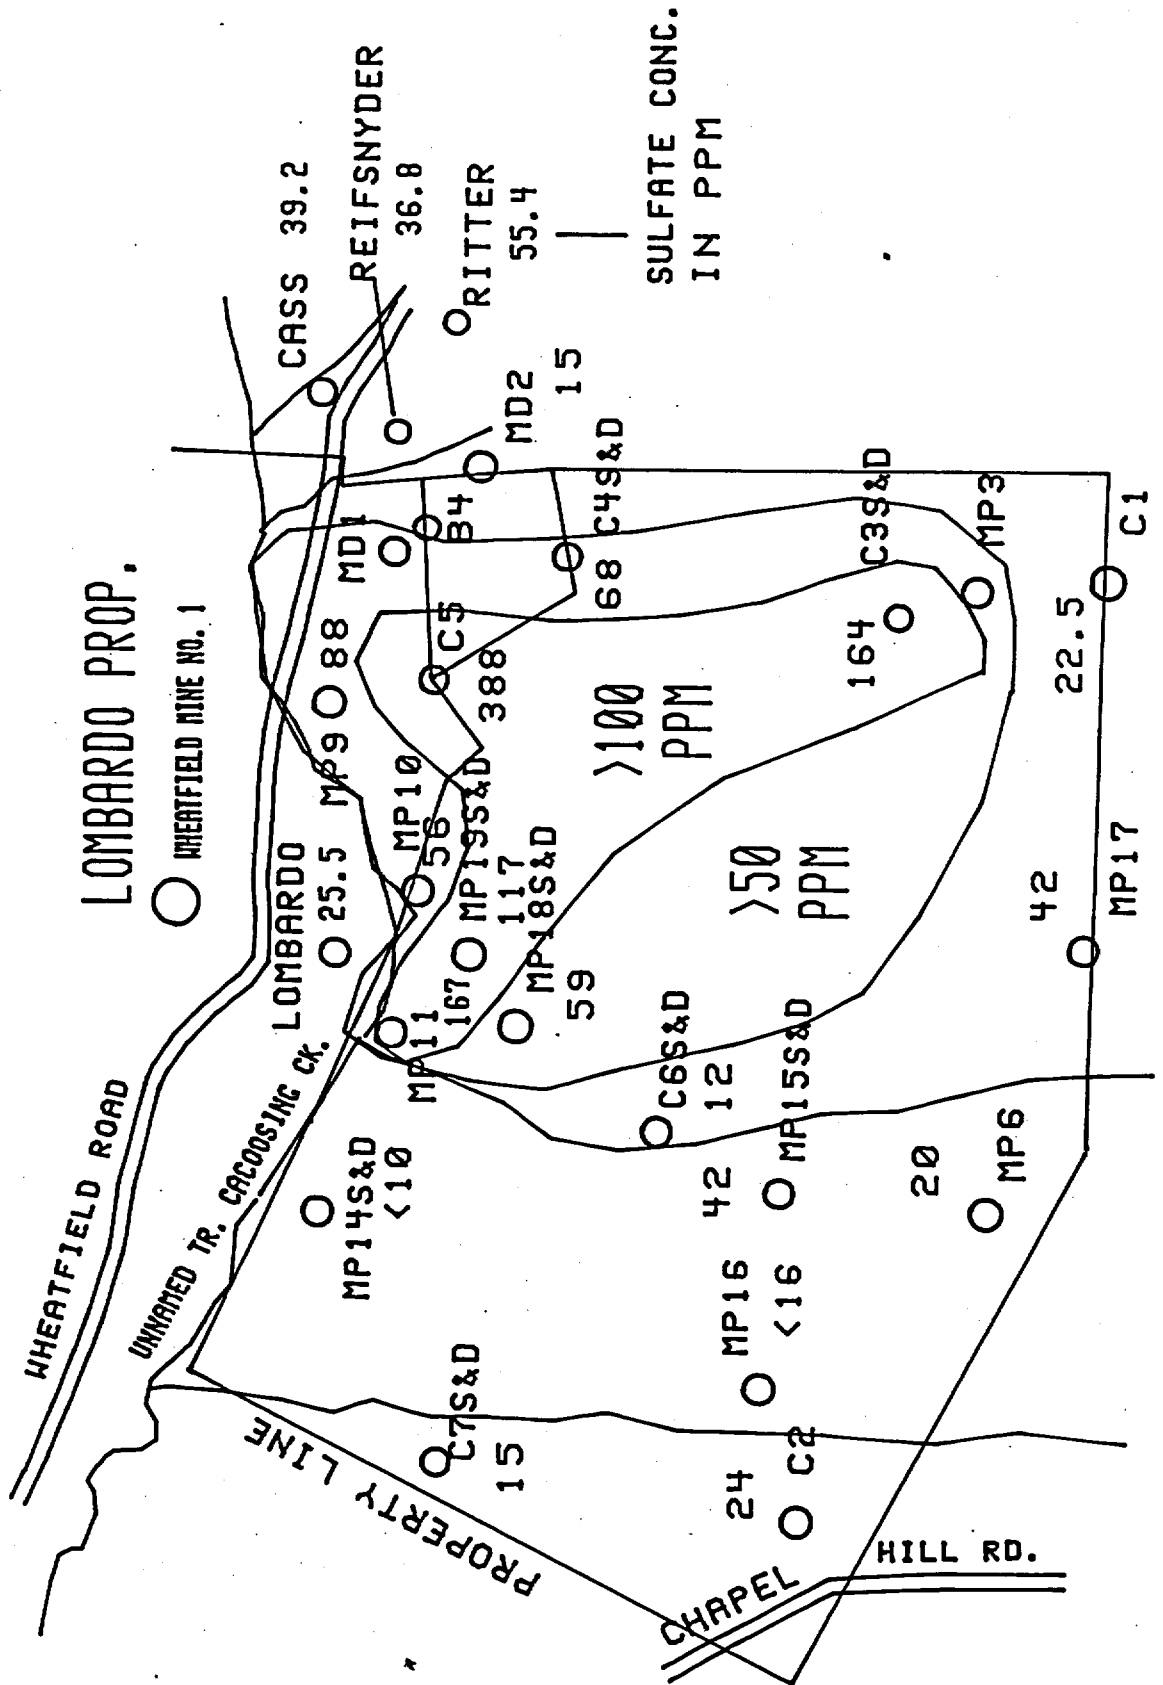 LOMBARDO PROP.
WHEATFIELD MINE NO. 1
WHEATFIELD ROAD
UNNAMED TR. CACOOSING CK.
LOMBARDO
25.5
MP9
88
MD1
CASS 39.2
REIFSNYDER
36.8
RITTER
55.4
SULFATE CONC.
IN PPM
MP14S&D
<10
MP11
167
MP10
56
MP19S&D
117
MP18S&D
59
C5
388
B4
MD2
15
C4S&D
68
>100
PPM
>50
PPM
C7S&D
15
PROPERTY LINE
C6S&D
12
42
MP15S&D
MP16
<16
24
C2
20
MP6
164
C3S&D
MP3
42
MP17
22.5
C1
CHAPEL
HILL RD.